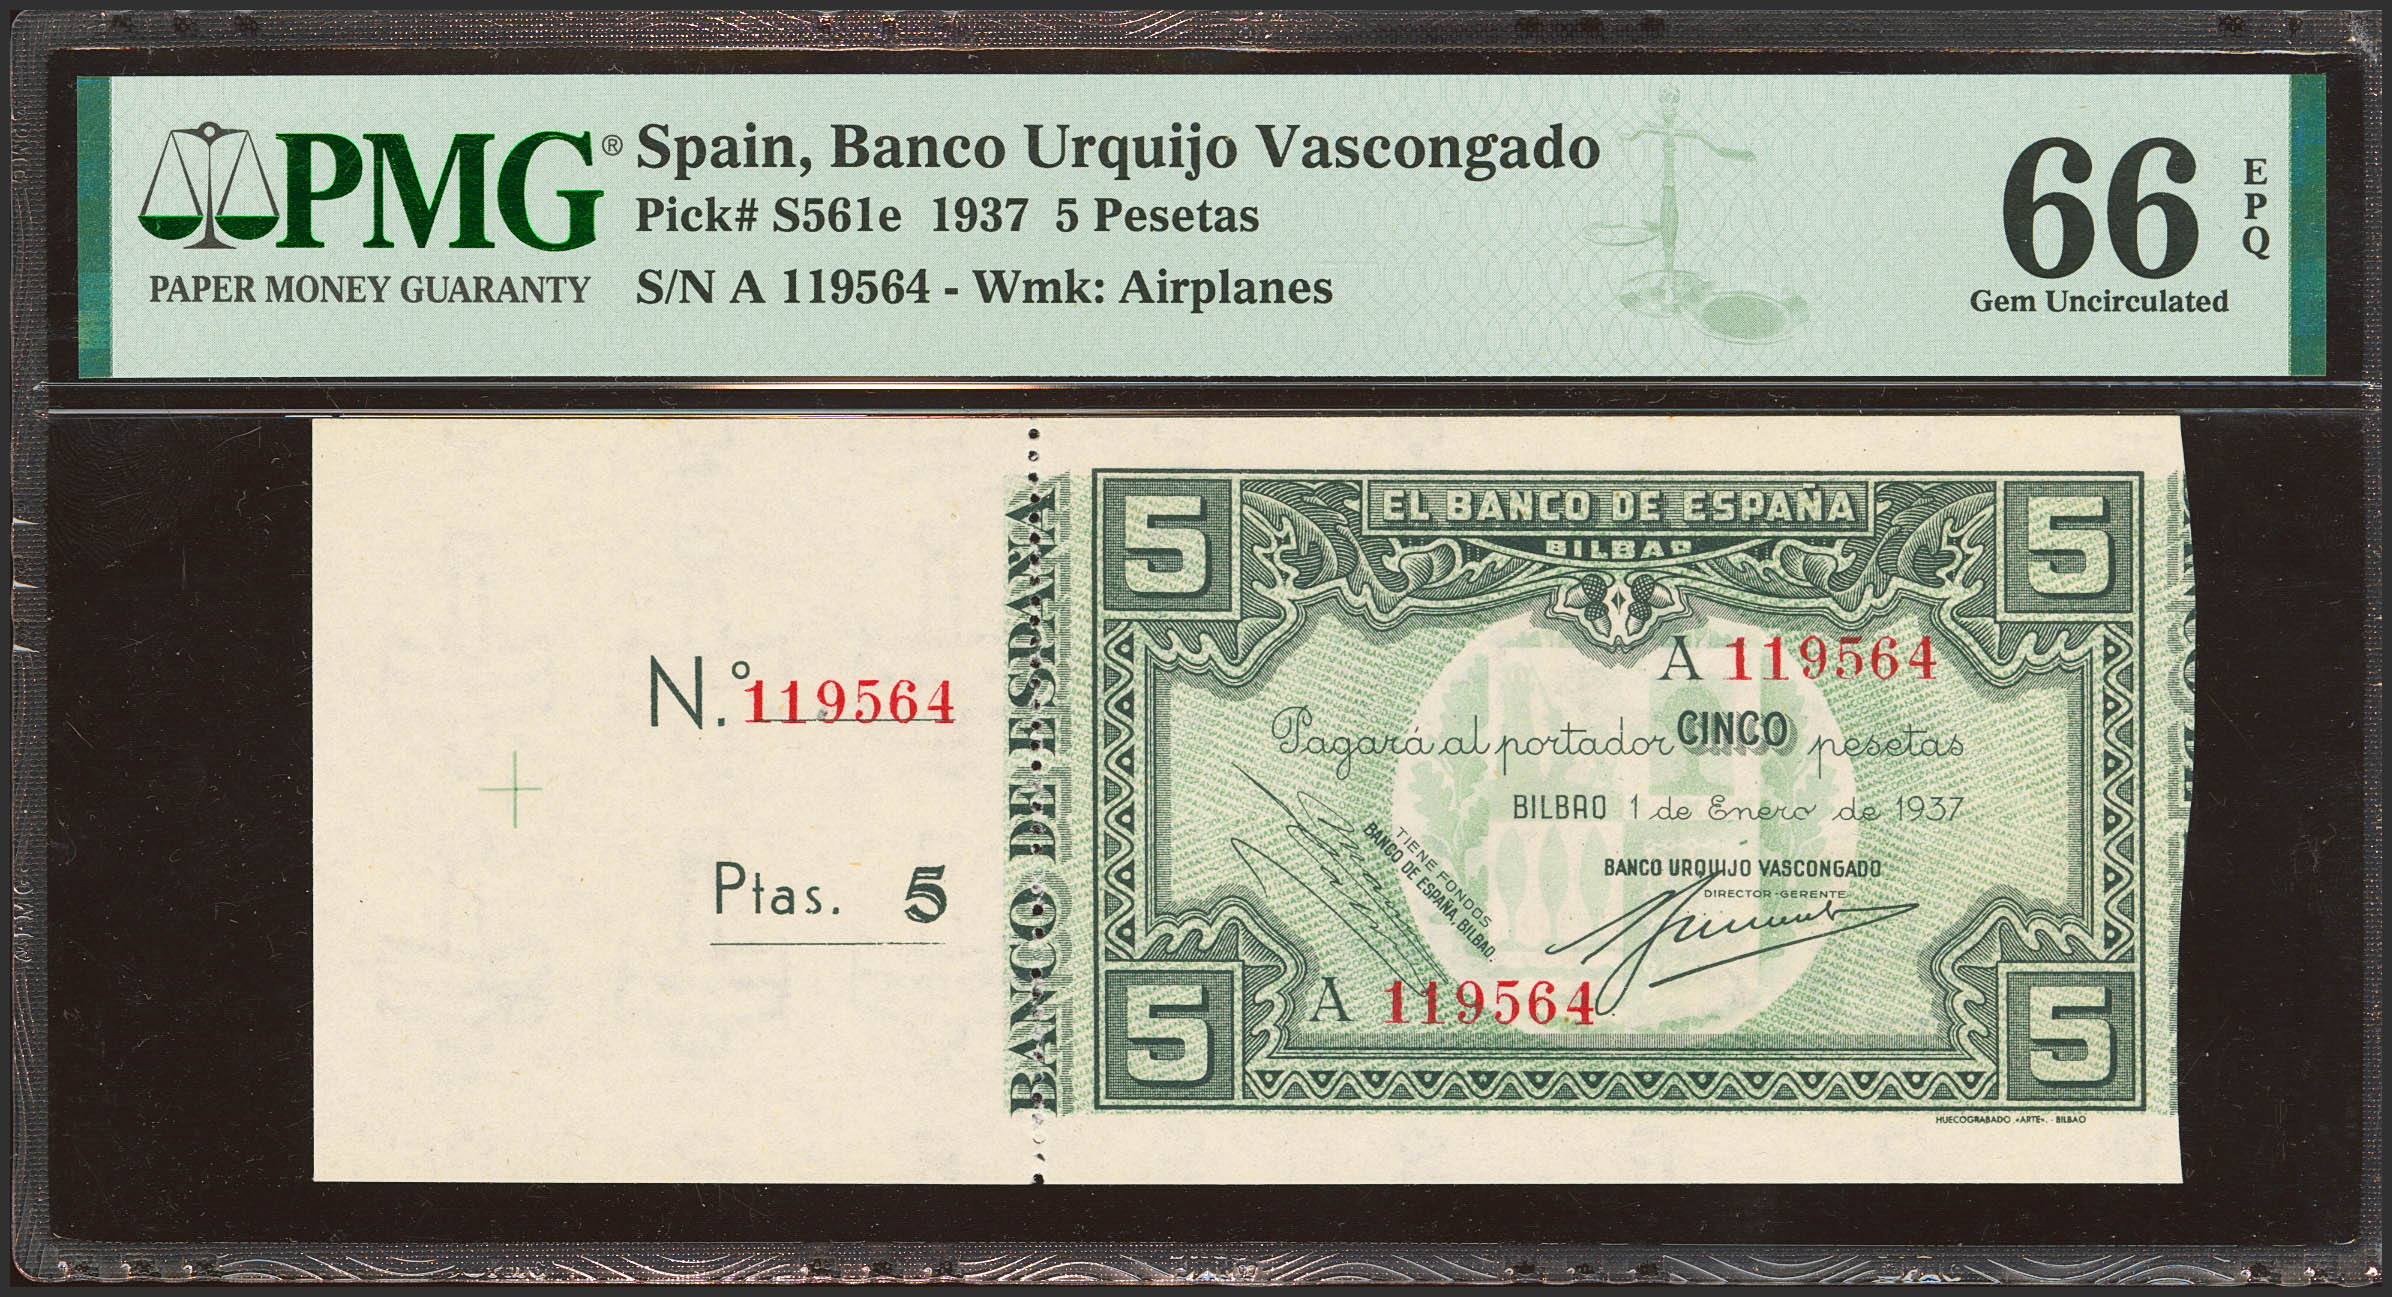 PMG®
PAPER MONEY GUARANTY
Spain, Banco Urquijo Vascongado
Pick# S561e 1937 5 Pesetas
S/N A 119564 - Wmk: Airplanes
66
EPQ
Gem Uncirculated
N.º 119564
Ptas. 5
BANCO DE ESPAÑA
5
5
EL BANCO DE ESPAÑA
BILBAO
A 119564
Pagará al portador CINCO pesetas
BILBAO 1 de Enero de 1937
TIENE FONDOS
BANCO DE ESPAÑA, BILBAO.
BANCO URQUIJO VASCONGADO
DIRECTOR-GERENTE
A 119564
5
5
HUECOGRABADO «ARTE». - BILBAO